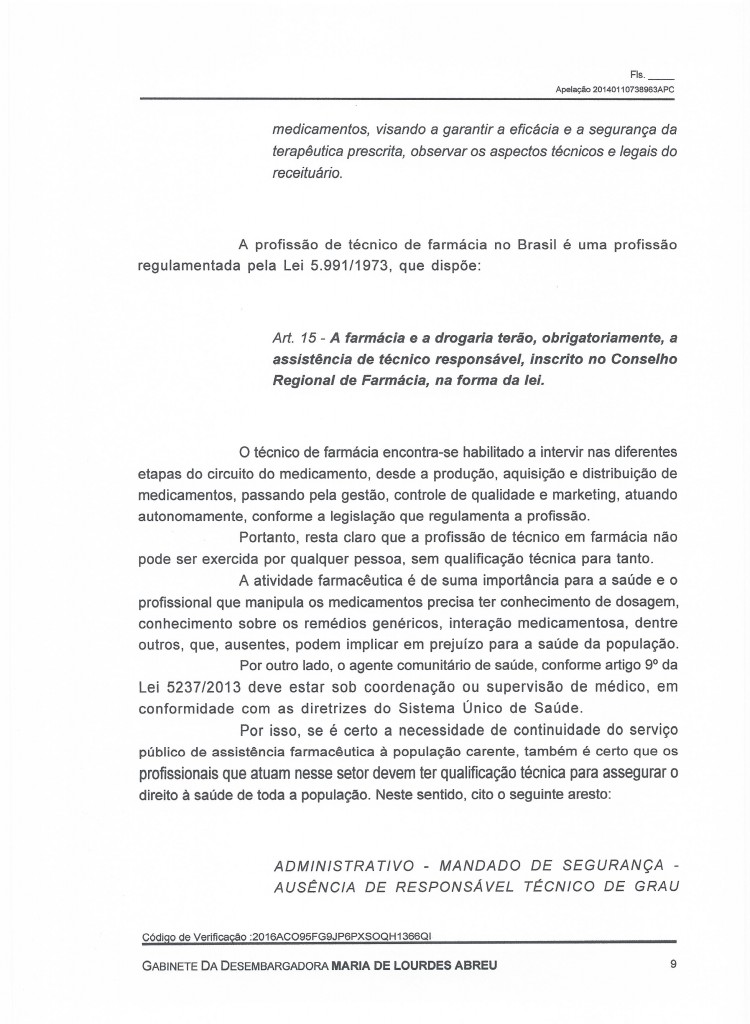 Fls. _____
Apelação 20140110738963APC
medicamentos, visando a garantir a eficácia e a segurança da
terapêutica prescrita, observar os aspectos técnicos e legais do
receituário.
A profissão de técnico de farmácia no Brasil é uma profissão
regulamentada pela Lei 5.991/1973, que dispõe:
Art. 15 - A farmácia e a drogaria terão, obrigatoriamente, a
assistência de técnico responsável, inscrito no Conselho
Regional de Farmácia, na forma da lei.
O técnico de farmácia encontra-se habilitado a intervir nas diferentes
etapas do circuito do medicamento, desde a produção, aquisição e distribuição de
medicamentos, passando pela gestão, controle de qualidade e marketing, atuando
autonomamente, conforme a legislação que regulamenta a profissão.
Portanto, resta claro que a profissão de técnico em farmácia não
pode ser exercida por qualquer pessoa, sem qualificação técnica para tanto.
A atividade farmacêutica é de suma importância para a saúde e o
profissional que manipula os medicamentos precisa ter conhecimento de dosagem,
conhecimento sobre os remédios genéricos, interação medicamentosa, dentre
outros, que, ausentes, podem implicar em prejuízo para a saúde da população.
Por outro lado, o agente comunitário de saúde, conforme artigo 9º da
Lei 5237/2013 deve estar sob coordenação ou supervisão de médico, em
conformidade com as diretrizes do Sistema Único de Saúde.
Por isso, se é certo a necessidade de continuidade do serviço
público de assistência farmacêutica à população carente, também é certo que os
profissionais que atuam nesse setor devem ter qualificação técnica para assegurar o
direito à saúde de toda a população. Neste sentido, cito o seguinte aresto:
ADMINISTRATIVO - MANDADO DE SEGURANÇA -
AUSÊNCIA DE RESPONSÁVEL TÉCNICO DE GRAU
Código de Verificação :2016ACO95FG9JP6PXSOQH1366QI
GABINETE DA DESEMBARGADORA MARIA DE LOURDES ABREU 9